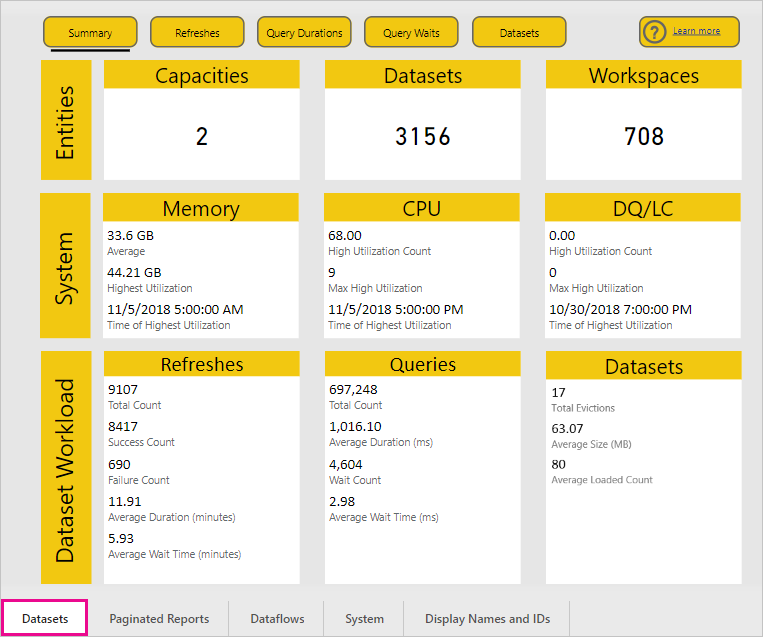 Summary
Refreshes
Query Durations
Query Waits
Datasets
? Learn more
Entities
Capacities
2
Datasets
3156
Workspaces
708
System
Memory
33.6 GB
Average
44.21 GB
Highest Utilization
11/5/2018 5:00:00 AM
Time of Highest Utilization
CPU
68.00
High Utilization Count
9
Max High Utilization
11/5/2018 5:00:00 PM
Time of Highest Utilization
DQ/LC
0.00
High Utilization Count
0
Max High Utilization
10/30/2018 7:00:00 PM
Time of Highest Utilization
Dataset Workload
Refreshes
9107
Total Count
8417
Success Count
690
Failure Count
11.91
Average Duration (minutes)
5.93
Average Wait Time (minutes)
Queries
697,248
Total Count
1,016.10
Average Duration (ms)
4,604
Wait Count
2.98
Average Wait Time (ms)
Datasets
17
Total Evictions
63.07
Average Size (MB)
80
Average Loaded Count
Datasets
Paginated Reports
Dataflows
System
Display Names and IDs